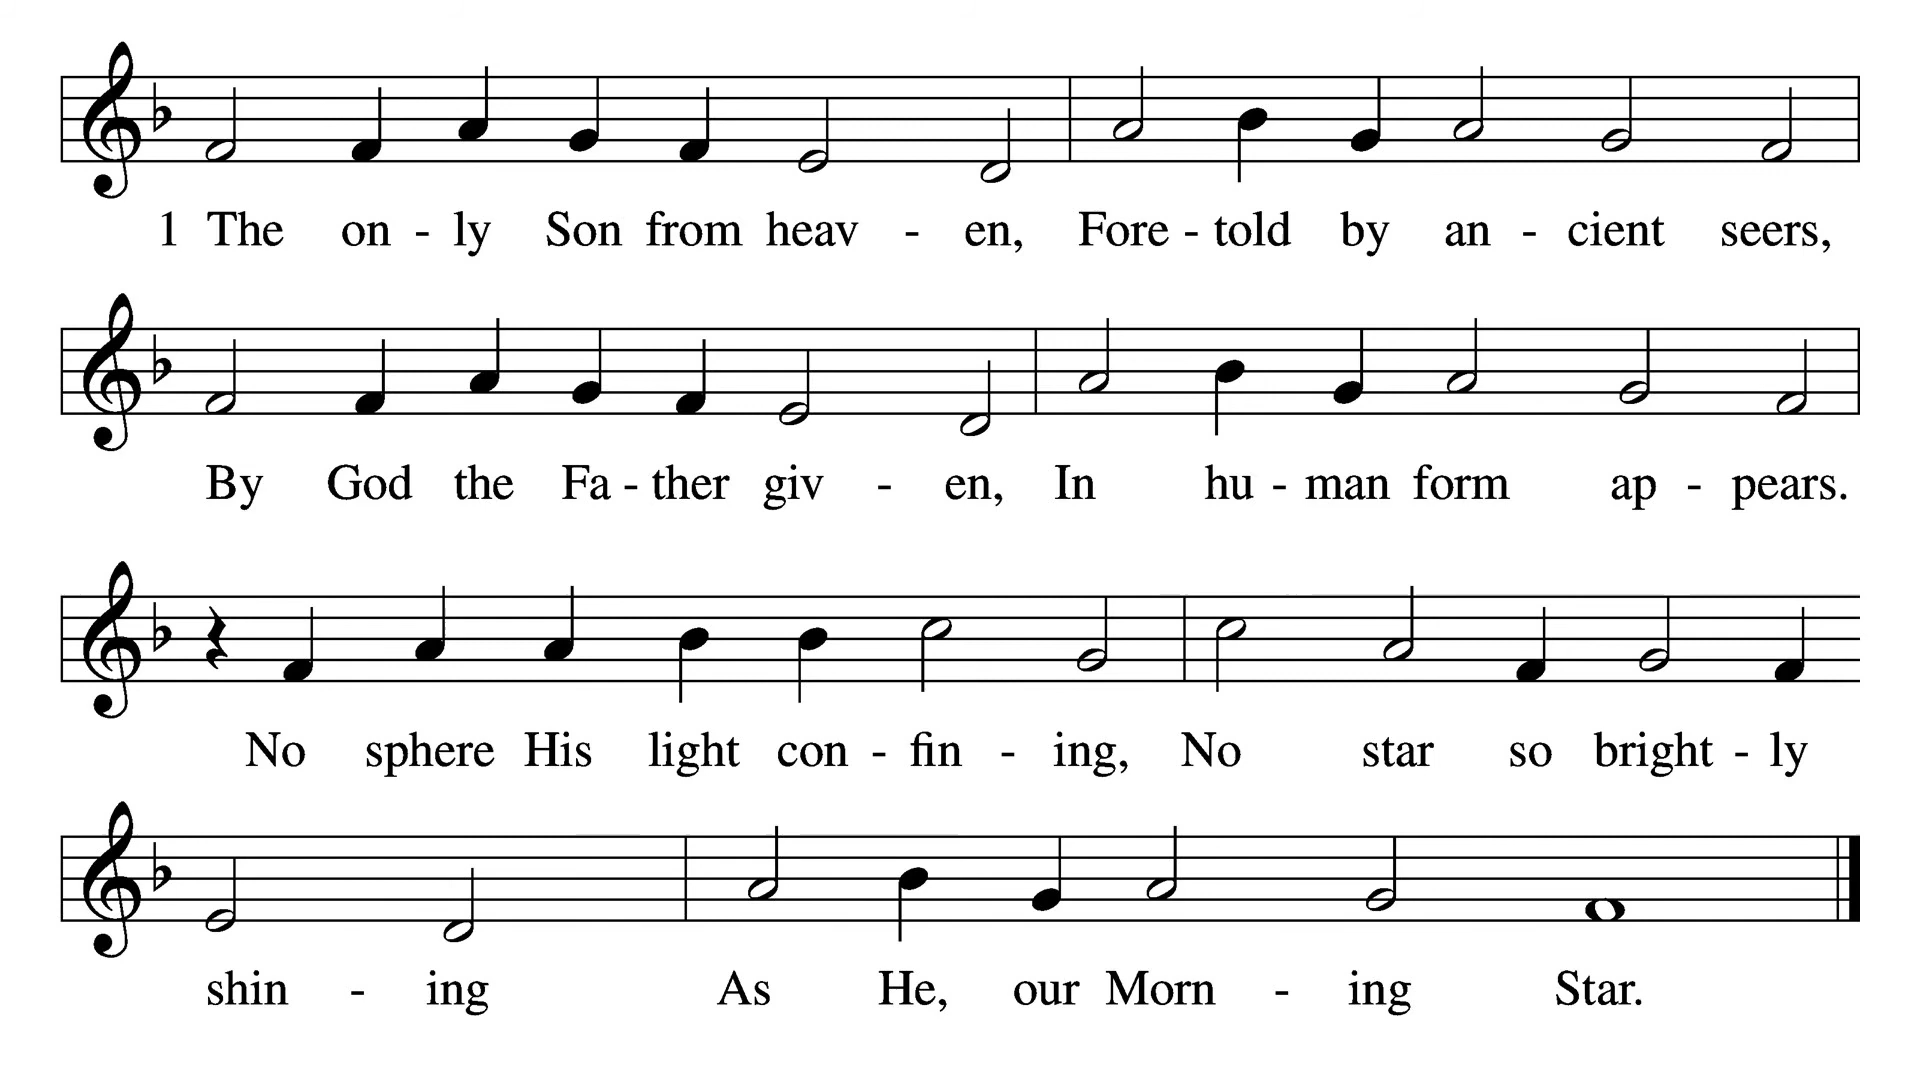 1 The on - ly Son from heav - en, Fore - told by an - cient seers,
By God the Fa - ther giv - en, In hu - man form ap - pears.
No sphere His light con - fin - ing, No star so bright - ly
shin - ing As He, our Morn - ing Star.